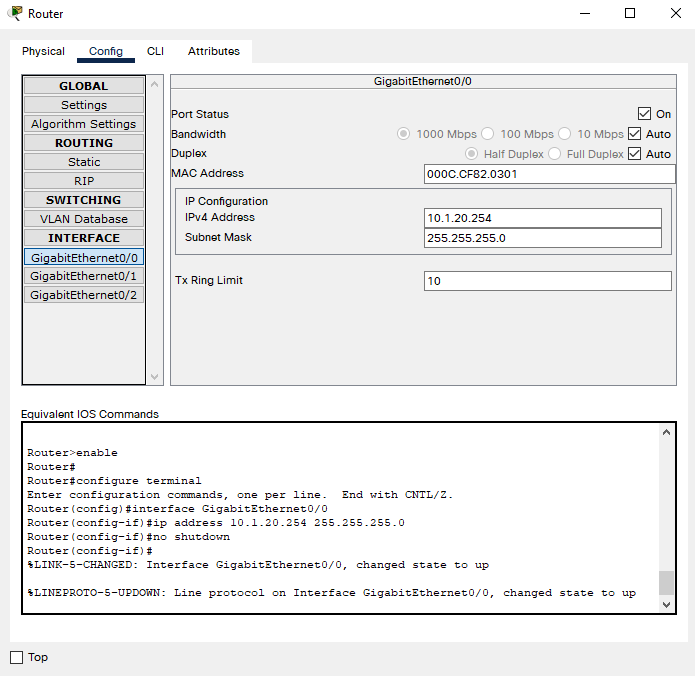 Router
Physical Config CLI Attributes
GLOBAL
Settings
Algorithm Settings
ROUTING
Static
RIP
SWITCHING
VLAN Database
INTERFACE
GigabitEthernet0/0
GigabitEthernet0/1
GigabitEthernet0/2
GigabitEthernet0/0
Port Status On
Bandwidth 1000 Mbps 100 Mbps 10 Mbps Auto
Duplex Half Duplex Full Duplex Auto
MAC Address 000C.CF82.0301
IP Configuration
IPv4 Address 10.1.20.254
Subnet Mask 255.255.255.0
Tx Ring Limit 10
Equivalent IOS Commands
Router>enable
Router#
Router#configure terminal
Enter configuration commands, one per line. End with CNTL/Z.
Router(config)#interface GigabitEthernet0/0
Router(config-if)#ip address 10.1.20.254 255.255.255.0
Router(config-if)#no shutdown
Router(config-if)#
%LINK-5-CHANGED: Interface GigabitEthernet0/0, changed state to up
%LINEPROTO-5-UPDOWN: Line protocol on Interface GigabitEthernet0/0, changed state to up
Top